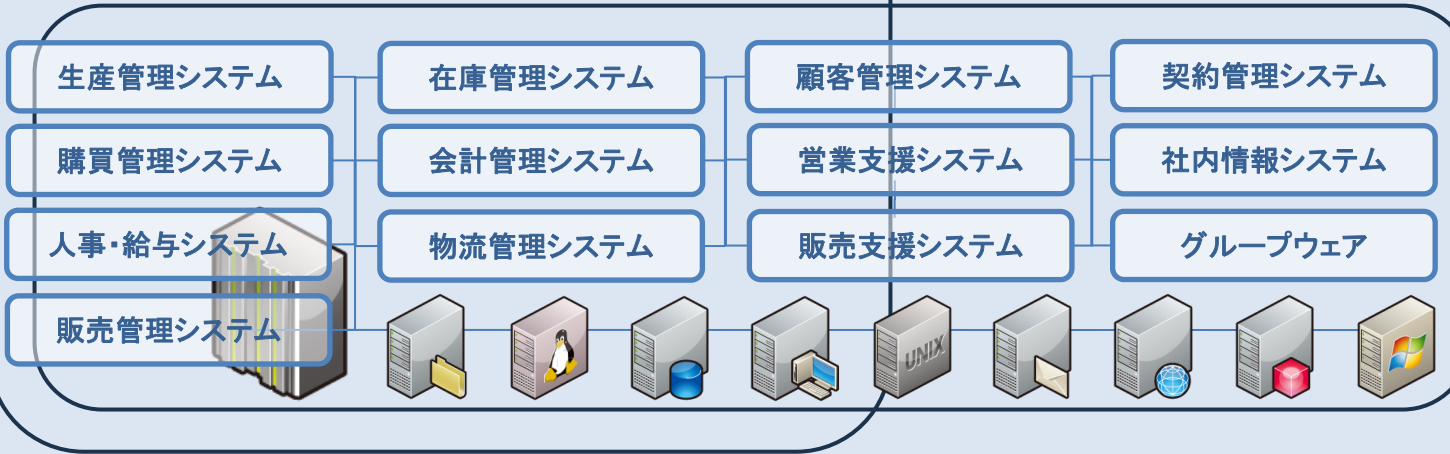 生産管理システム
在庫管理システム
顧客管理システム
契約管理システム
購買管理システム
会計管理システム
営業支援システム
社内情報システム
人事・給与システム
物流管理システム
販売支援システム
グループウェア
販売管理システム
UNIX